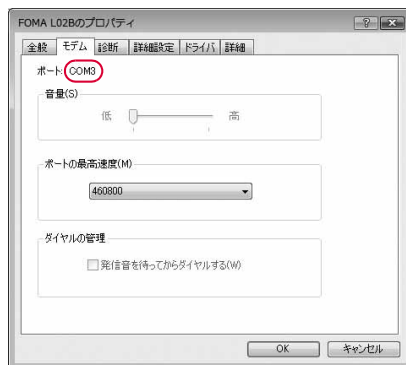 FOMA L02Bのプロパティ
全般 モデム 診断 詳細設定 ドライバ 詳細
ポート: COM3
音量(S)
低 高
ポートの最高速度(M)
460800
ダイヤルの管理
発信音を待ってからダイヤルする(W)
OK キャンセル